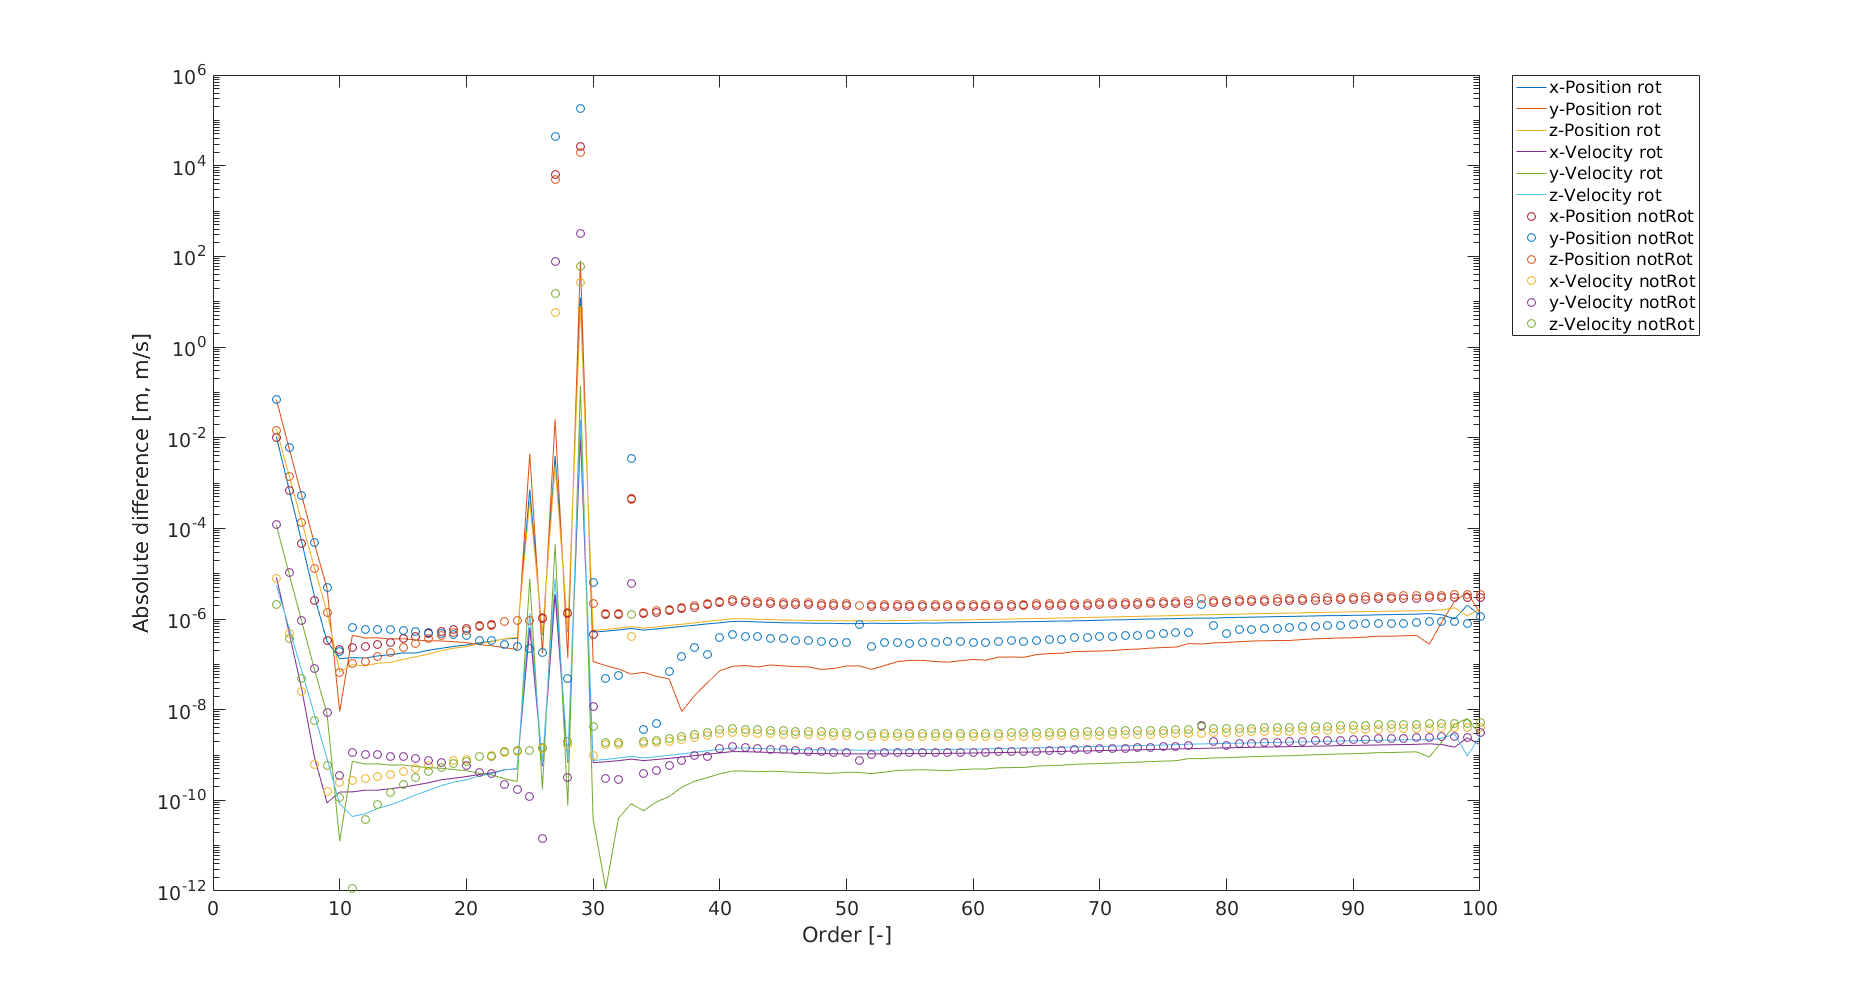 10^6
10^4
10^2
10^0
10^-2
10^-4
10^-6
10^-8
10^-10
10^-12
Absolute difference [m, m/s]
0 10 20 30 40 50 60 70 80 90 100
Order [-]
x-Position rot
y-Position rot
z-Position rot
x-Velocity rot
y-Velocity rot
z-Velocity rot
x-Position notRot
y-Position notRot
z-Position notRot
x-Velocity notRot
y-Velocity notRot
z-Velocity notRot